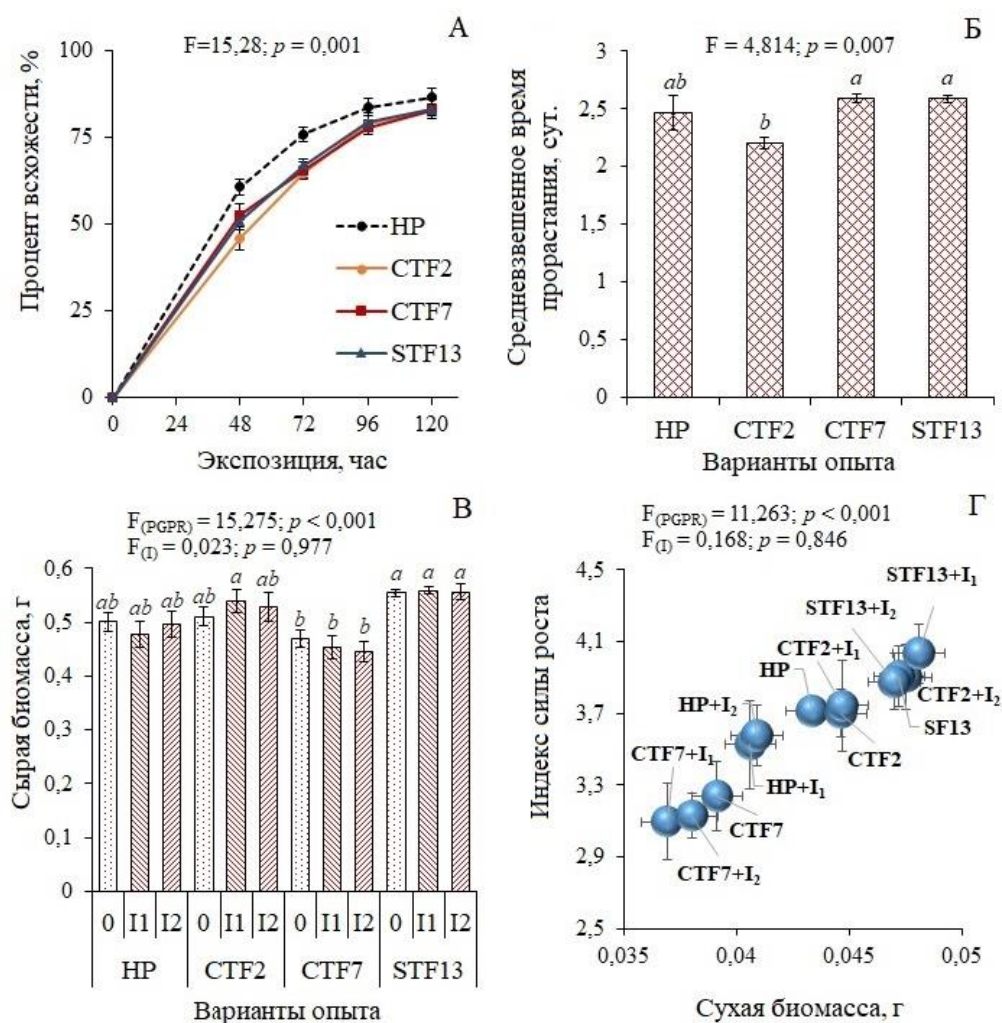 А
F=15,28; p = 0,001
Процент всхожести, %
100
75
50
25
0
HP
CTF2
CTF7
STF13
0 24 48 72 96 120
Экспозиция, час
Б
F = 4,814; p = 0,007
Средневзвешенное время
прорастания, сут.
3
2,5
2
1,5
1
0,5
0
ab b a a
HP CTF2 CTF7 STF13
Варианты опыта
В
F(PGPR) = 15,275; p < 0,001
F(I) = 0,023; p = 0,977
Сырая биомасса, г
0,6
0,5
0,4
0,3
0,2
0,1
0
ab ab ab ab a ab b b b a a a
0 I1 I2 0 I1 I2 0 I1 I2 0 I1 I2
HP CTF2 CTF7 STF13
Варианты опыта
Г
F(PGPR) = 11,263; p < 0,001
F(I) = 0,168; p = 0,846
Индекс силы роста
4,5
4,1
3,7
3,3
2,9
2,5
STF13+I1
STF13+I2
CTF2+I1
HP
HP+I2
CTF2+I2
SF13
CTF2
CTF7+I1
HP+I1
CTF7
CTF7+I2
0,035 0,04 0,045 0,05
Сухая биомасса, г